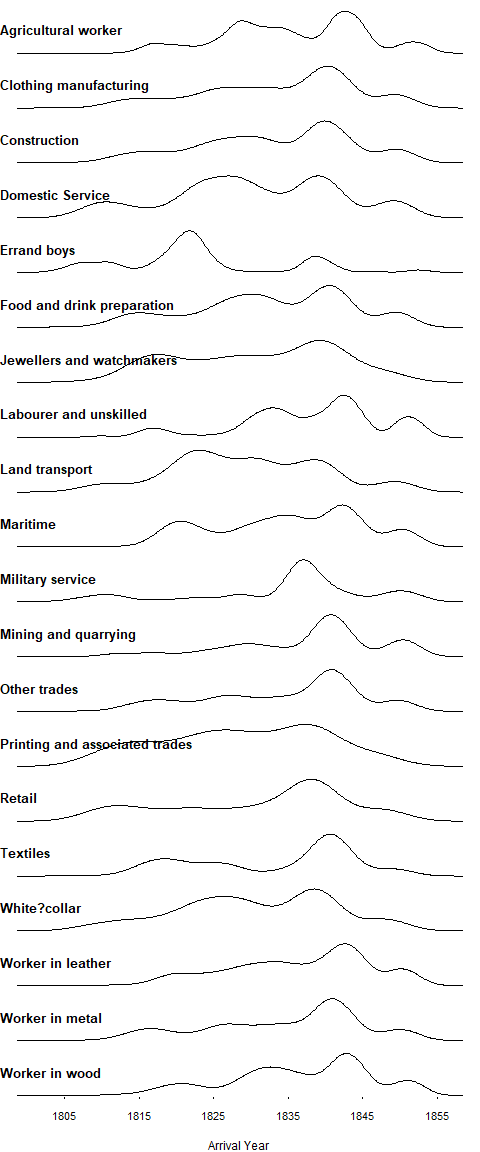 Agricultural worker
Clothing manufacturing
Construction
Domestic Service
Errand boys
Food and drink preparation
Jewellers and watchmakers
Labourer and unskilled
Land transport
Maritime
Military service
Mining and quarrying
Other trades
Printing and associated trades
Retail
Textiles
White?collar
Worker in leather
Worker in metal
Worker in wood
1805 1815 1825 1835 1845 1855
Arrival Year